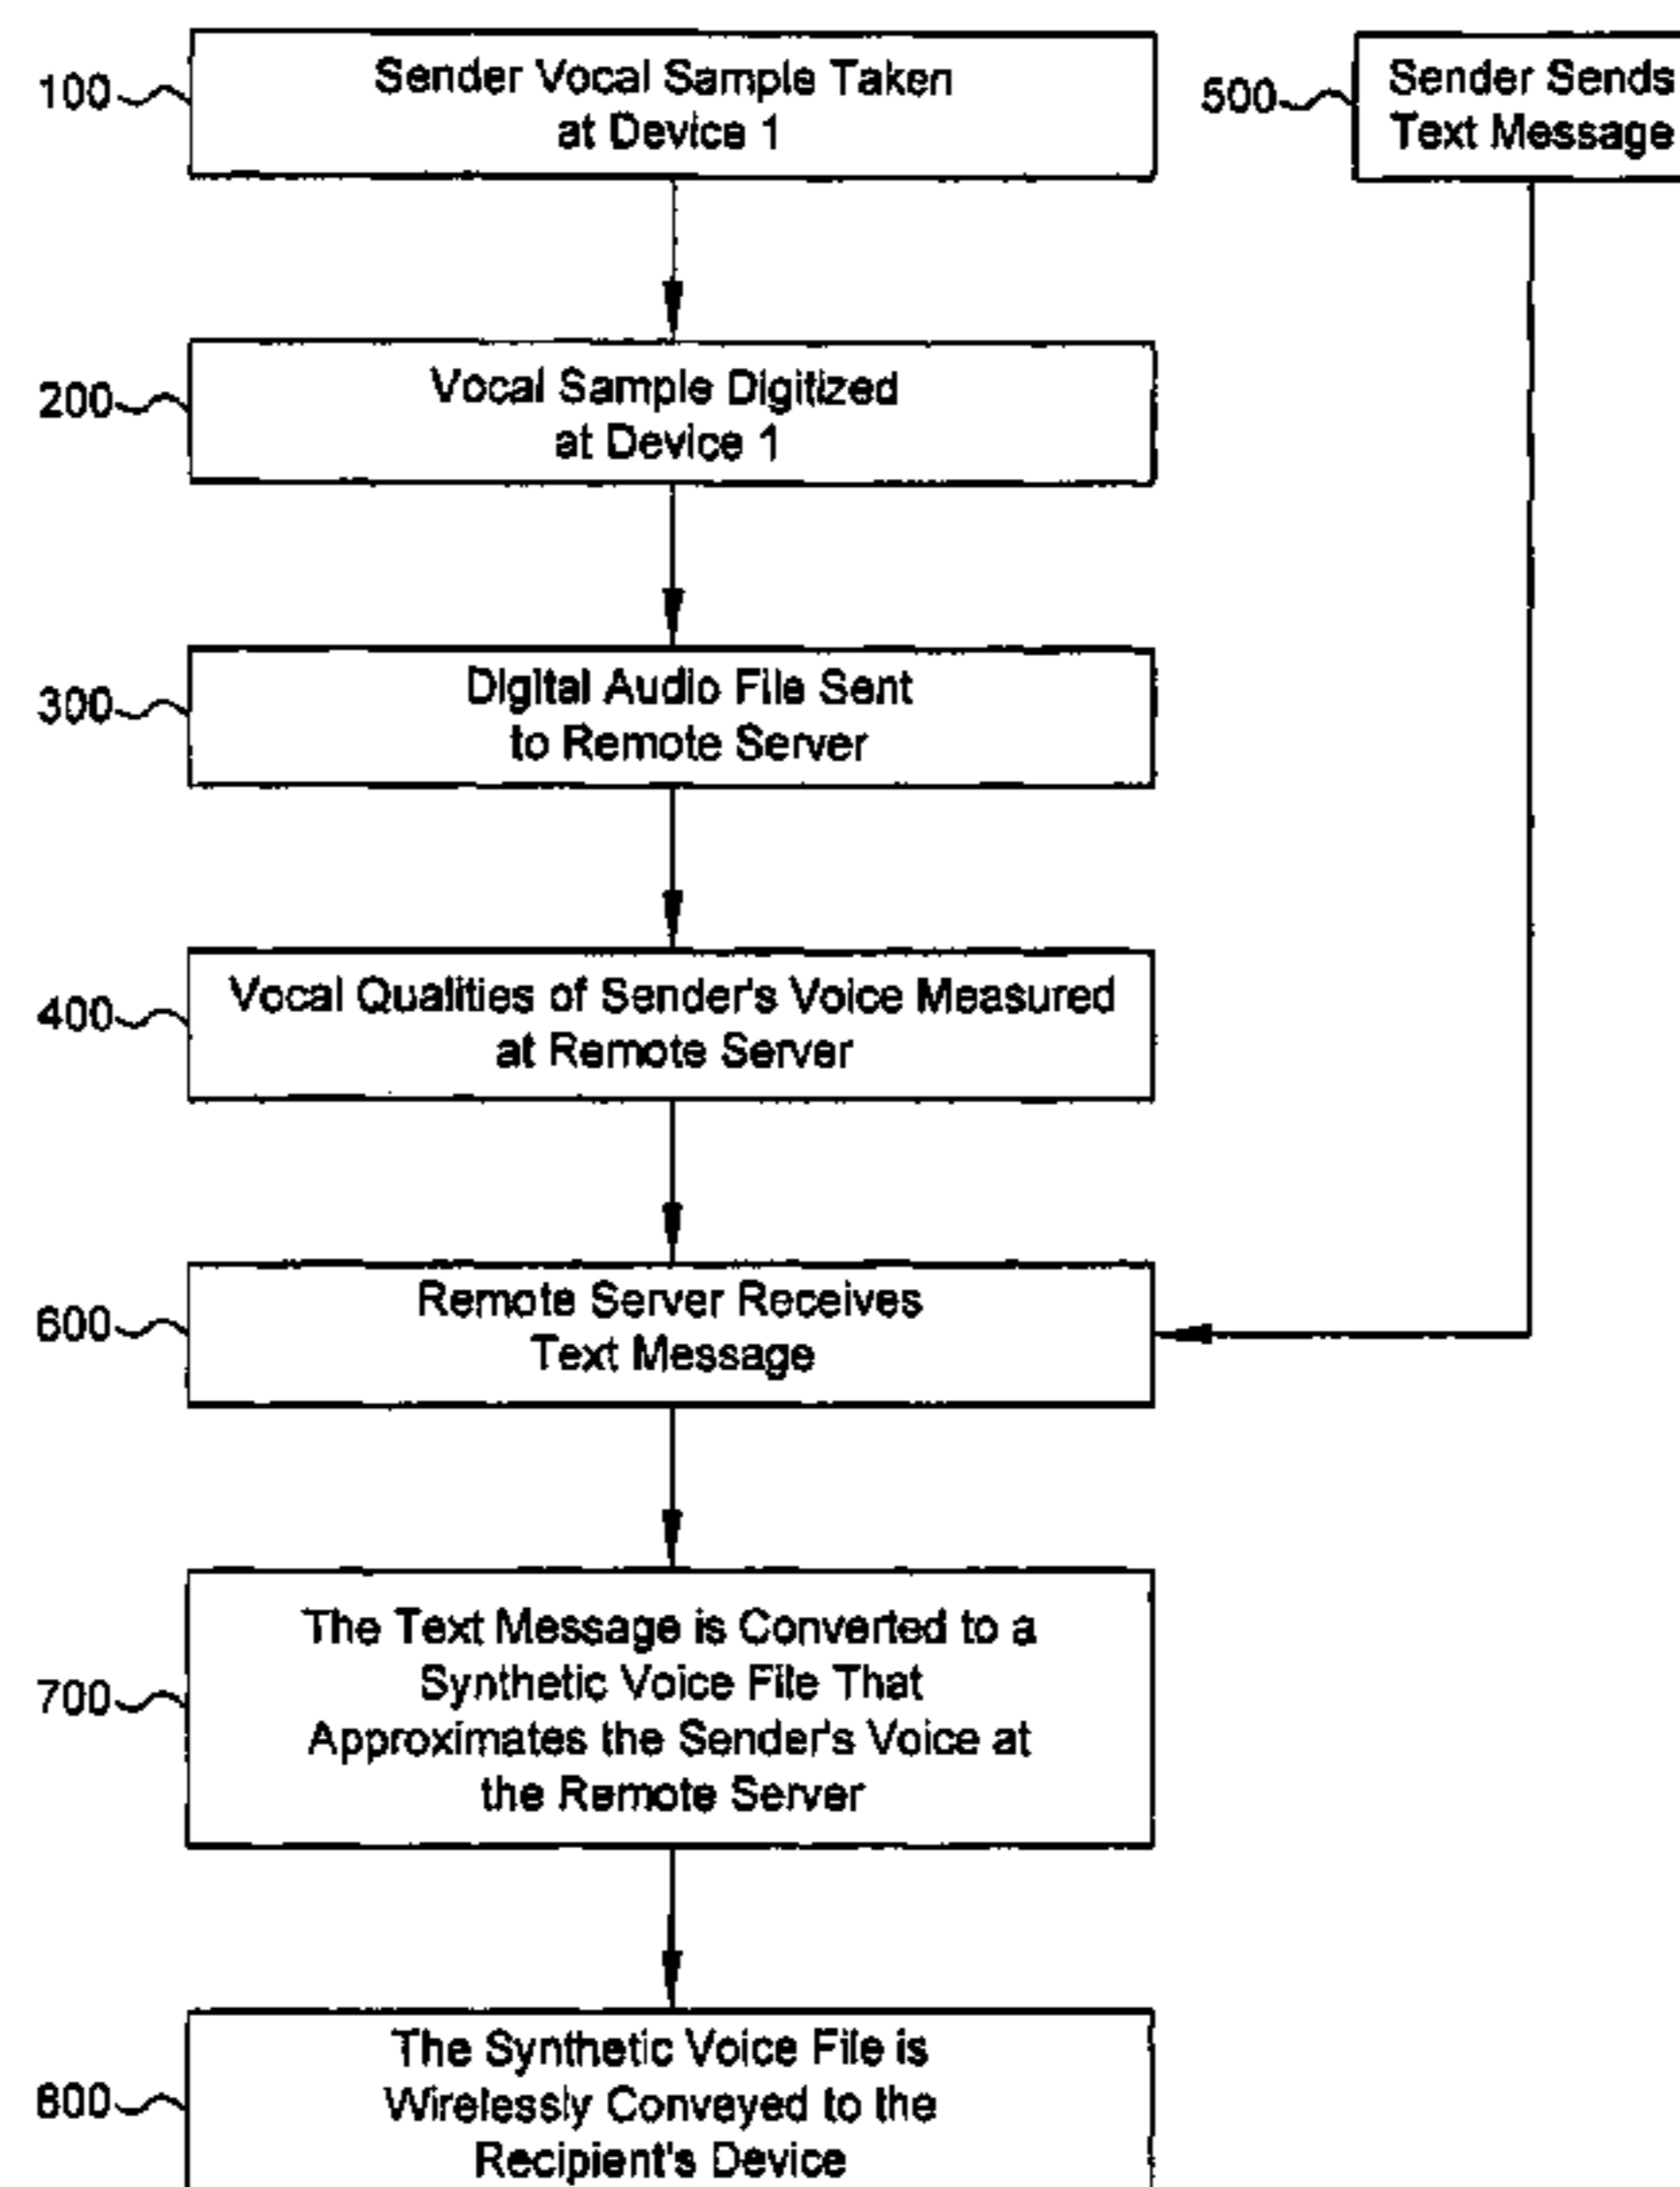 100
Sender Vocal Sample Taken
at Device 1
500
Sender Sends
Text Message
200
Vocal Sample Digitized
at Device 1
300
Digital Audio File Sent
to Remote Server
400
Vocal Qualities of Sender's Voice Measured
at Remote Server
600
Remote Server Receives
Text Message
700
The Text Message is Converted to a
Synthetic Voice File That
Approximates the Sender's Voice at
the Remote Server
800
The Synthetic Voice File is
Wirelessly Conveyed to the
Recipient's Device